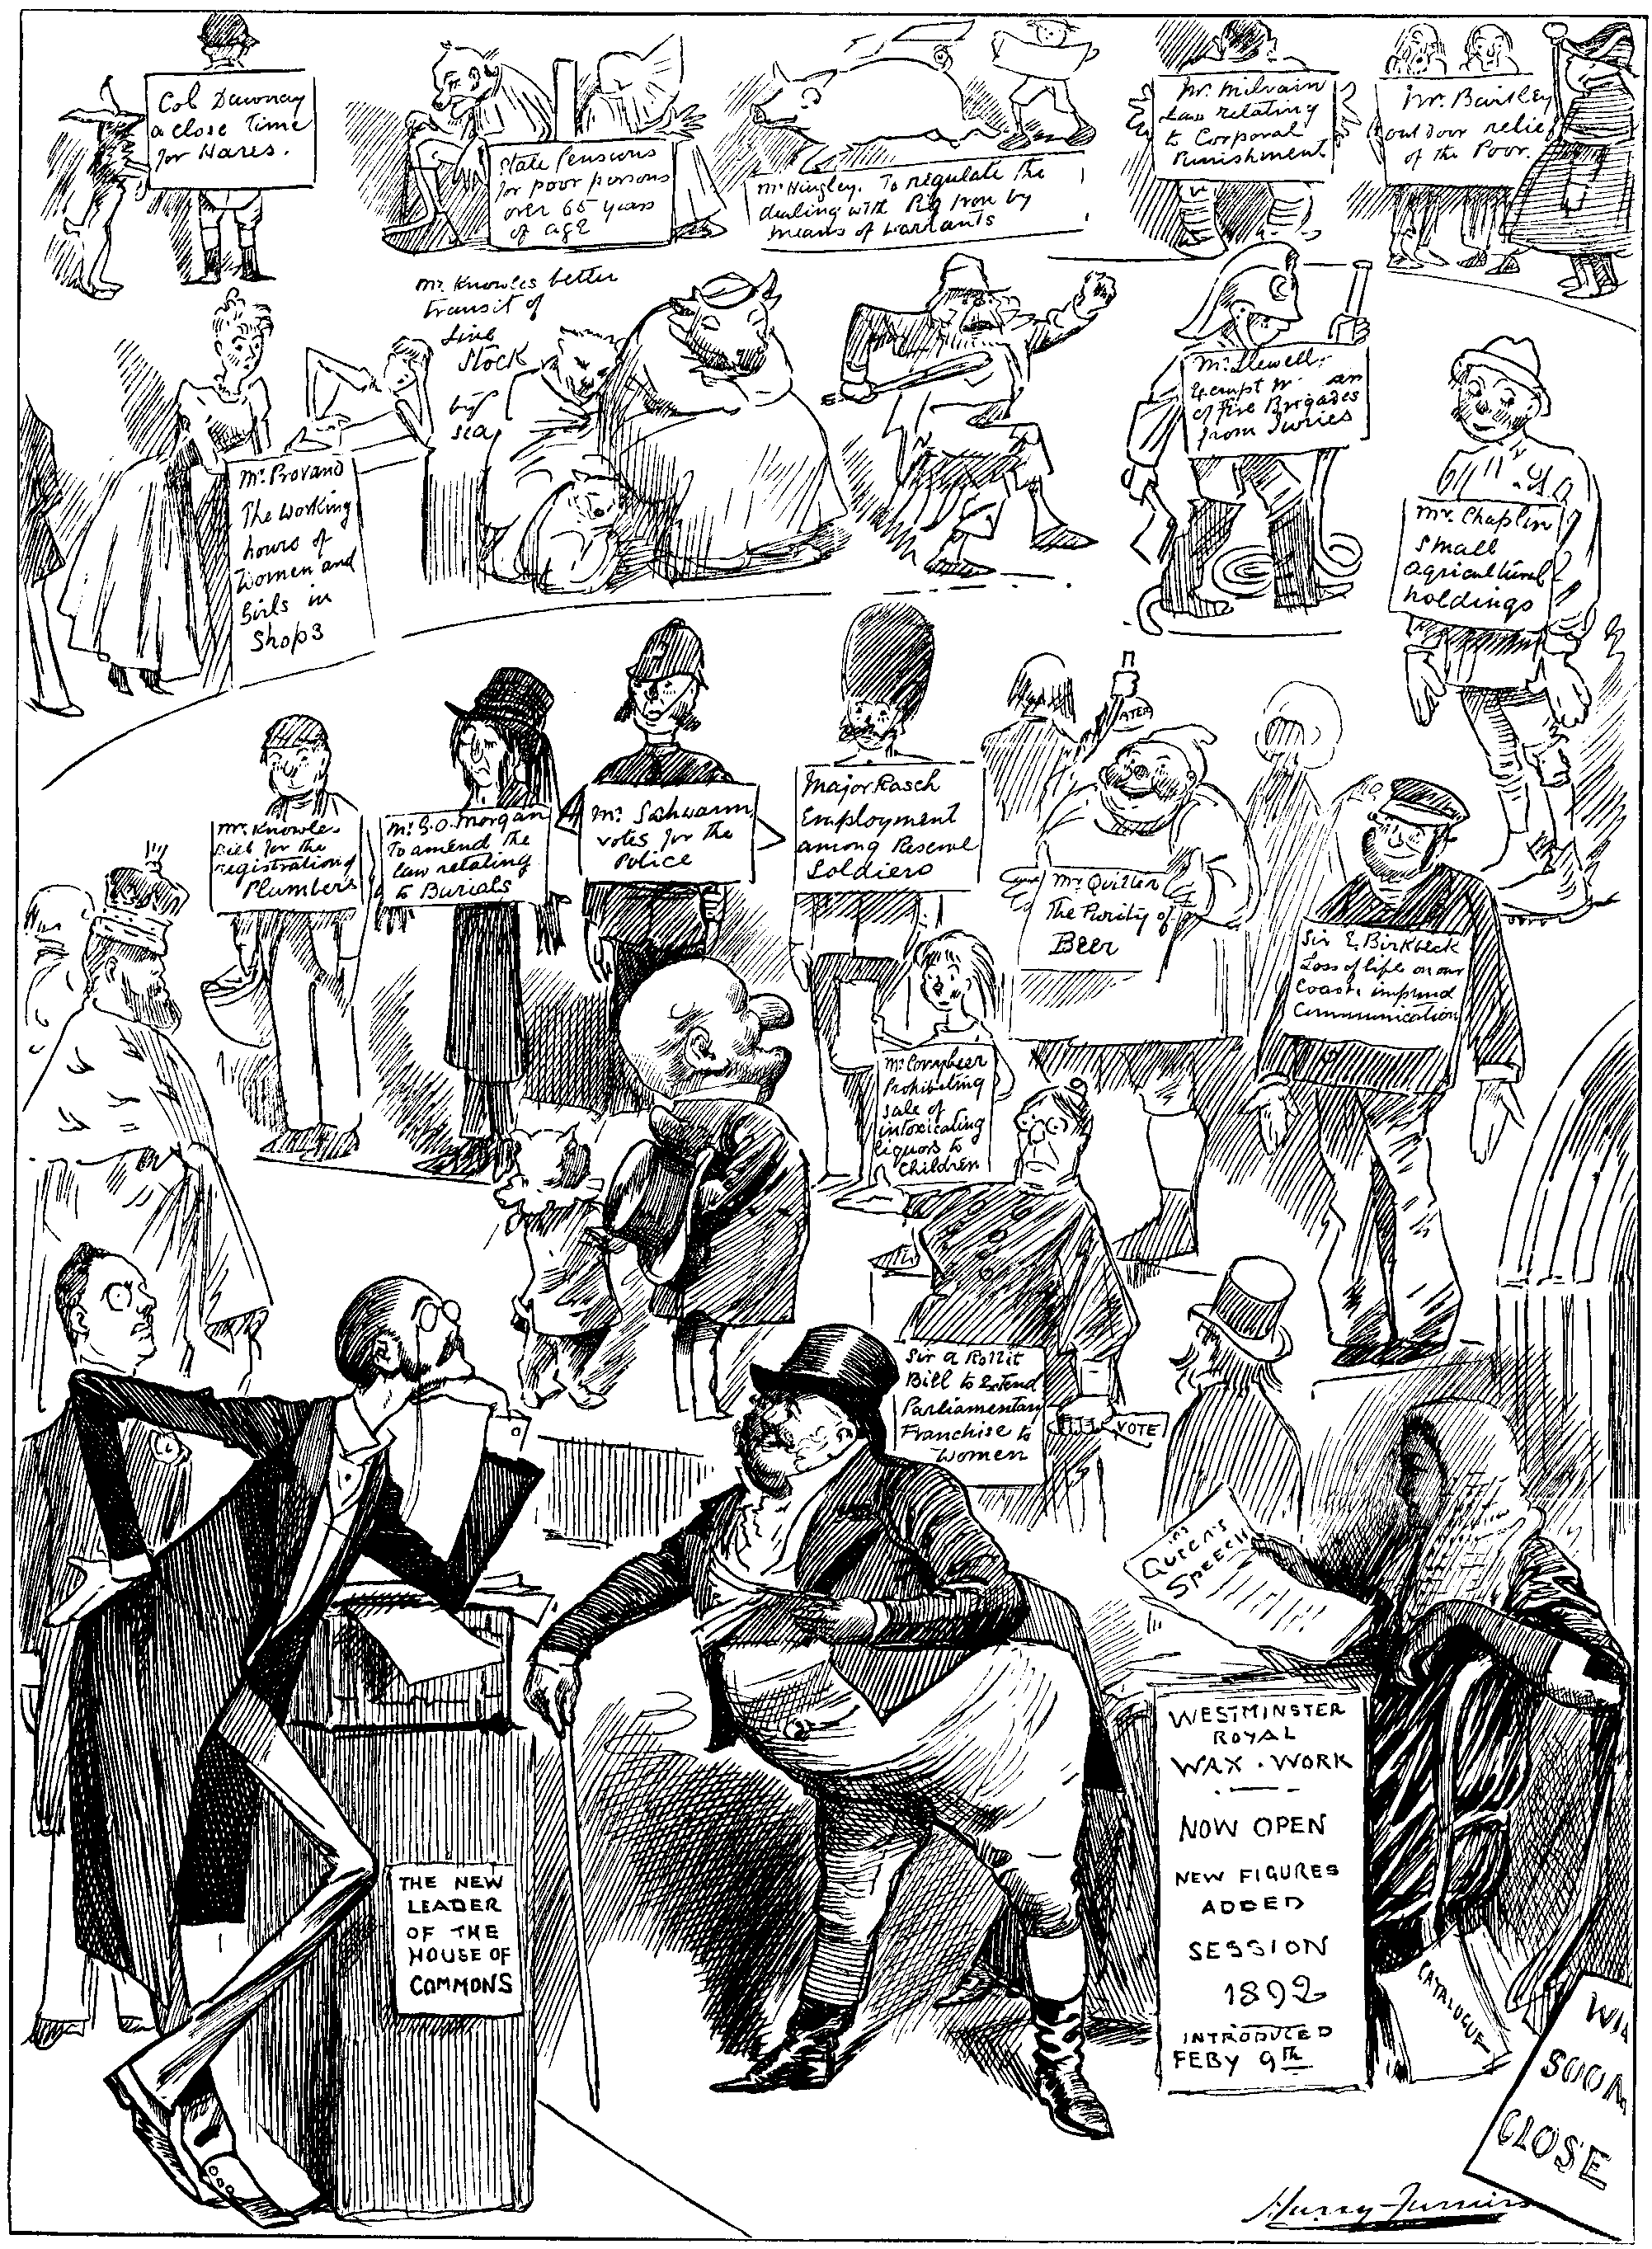 Col Dawnay
a close Time
for Hares.
State Pensions
for poor persons
over 65 years
of age
Mr Hingley. To regulate the
dealing with Pig Iron by
means of warrants
Mr. Milvain
Law relating
to Corporal
Punishment
Mr. Bartley
out door relief
of the Poor.
Mr. Knowles better
transit of
Live
Stock
by
sea
Mr. Provand
The Working
hours of
Women and
Girls in
Shops
Mr. Llewell
Exempt
of Fire Brigades
from Juries
Mr. Chaplin
Small
agricultural
holdings
Mr. Knowles
Bill for the
registration of
Plumbers
Mr. G.O. Morgan
To amend the
law relating
to Burials
Mr. Schwann
votes for the
Police
Major Rasch
Employment
among Reserve
Soldiers
ATER
Mr. Quilter
The Purity of
Beer
Sir E. Birkbeck
Loss of life on our
Coasts improved
Communication
Mr Conybeer
Prohibiting
sale of
intoxicating
liquors to
Children
Sir A Rollit
Bill to Extend
Parliamentary
Franchise to
Women
VOTE
Queen's
Speech
THE NEW
LEADER
OF THE
HOUSE OF
COMMONS
WESTMINSTER
ROYAL
WAX. WORK
NOW OPEN
NEW FIGURES
ADDED
SESSION
1892
INTRODUCED
FEBY 9th
CATALOGUE
WIL
SOON
CLOSE
Harry Furniss